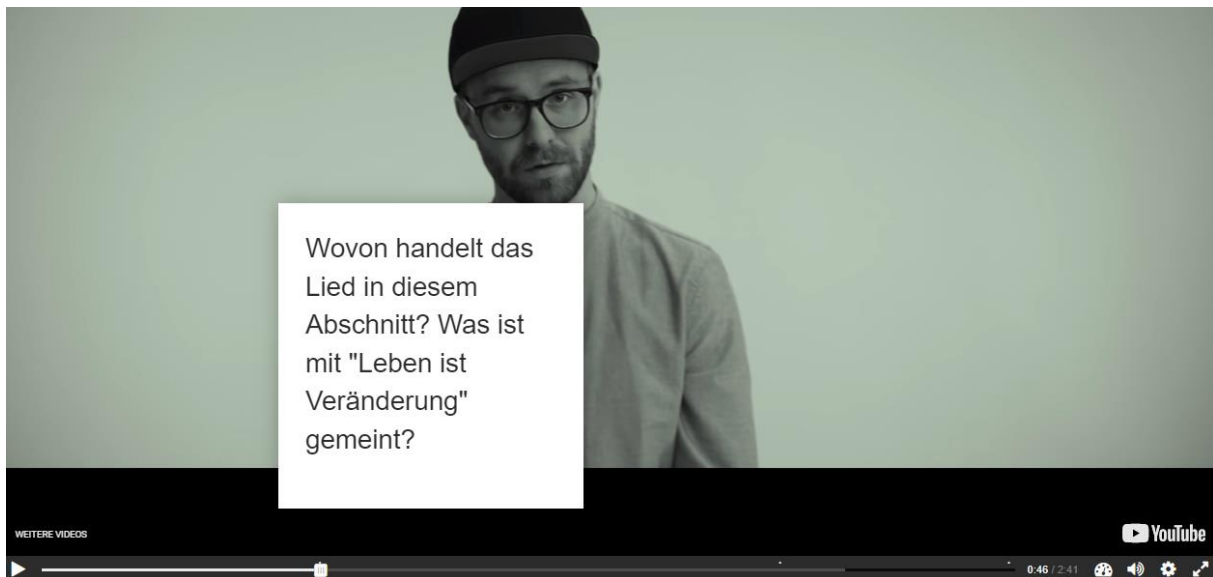 Wovon handelt das
Lied in diesem
Abschnitt? Was ist
mit "Leben ist
Veränderung"
gemeint?
WEITERE VIDEOS
YouTube
0:46 / 2:41